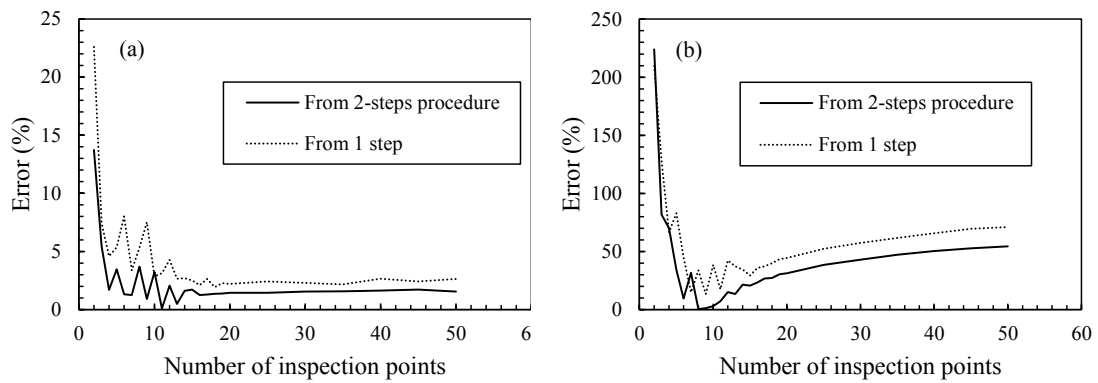 (a)
Error (%)
25
20
15
10
5
0
0 10 20 30 40 50 6
From 2-steps procedure
From 1 step
Number of inspection points
(b)
Error (%)
250
200
150
100
50
0
0 10 20 30 40 50 60
From 2-steps procedure
From 1 step
Number of inspection points